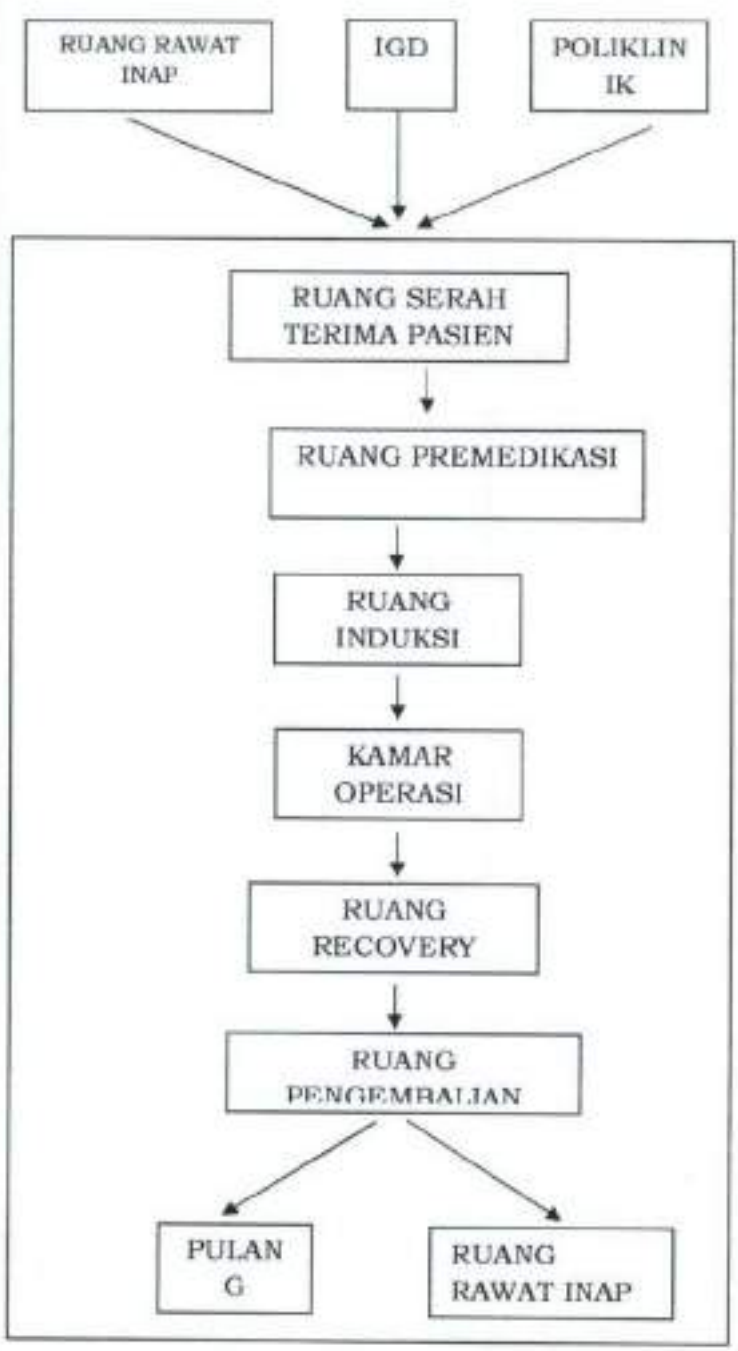 RUANG RAWAT
INAP
IGD
POLIKLIN
IK
RUANG SERAH
TERIMA PASIEN
RUANG PREMEDIKASI
RUANG
INDUKSI
KAMAR
OPERASI
RUANG
RECOVERY
RUANG
PENGEMBALIAN
PULAN
G
RUANG
RAWAT INAP